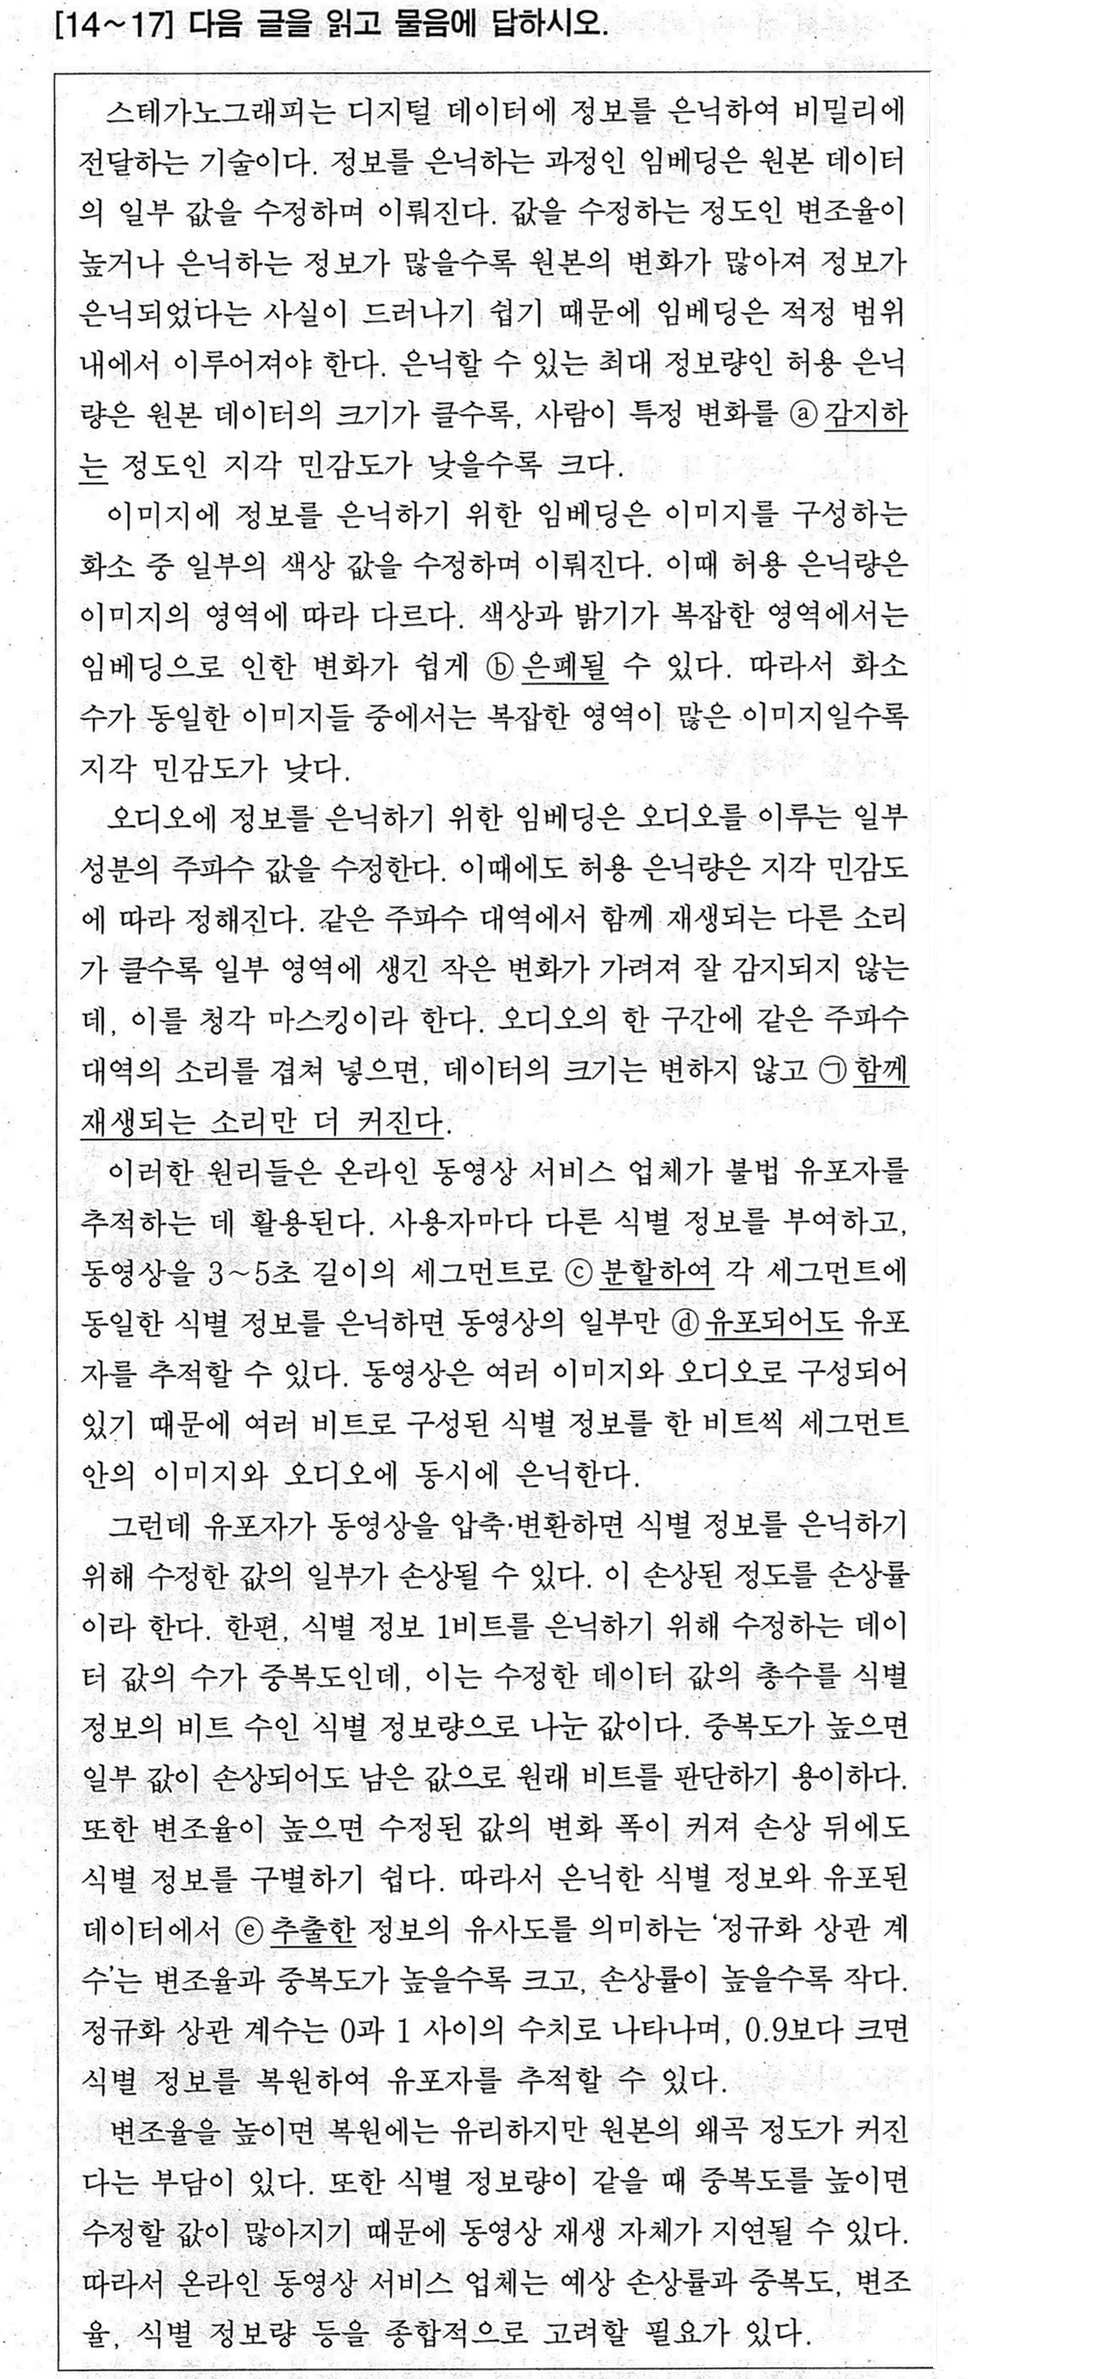 [14~17] 다음 글을 읽고 물음에 답하시오.
스테가노그래피는 디지털 데이터에 정보를 은닉하여 비밀리에
전달하는 기술이다. 정보를 은닉하는 과정인 임베딩은 원본 데이터
의 일부 값을 수정하며 이뤄진다. 값을 수정하는 정도인 변조율이
높거나 은닉하는 정보가 많을수록 원본의 변화가 많아져 정보가
은닉되었다는 사실이 드러나기 쉽기 때문에 임베딩은 적정 범위
내에서 이루어져야 한다. 은닉할 수 있는 최대 정보량인 허용 은닉
량은 원본 데이터의 크기가 클수록, 사람이 특정 변화를 ⓐ감지하
는 정도인 지각 민감도가 낮을수록 크다.
이미지에 정보를 은닉하기 위한 임베딩은 이미지를 구성하는
화소 중 일부의 색상 값을 수정하며 이뤄진다. 이때 허용 은닉량은
이미지의 영역에 따라 다르다. 색상과 밝기가 복잡한 영역에서는
임베딩으로 인한 변화가 쉽게 ⓑ은폐될 수 있다. 따라서 화소
수가 동일한 이미지들 중에서는 복잡한 영역이 많은 이미지일수록
지각 민감도가 낮다.
오디오에 정보를 은닉하기 위한 임베딩은 오디오를 이루는 일부
성분의 주파수 값을 수정한다. 이때에도 허용 은닉량은 지각 민감도
에 따라 정해진다. 같은 주파수 대역에서 함께 재생되는 다른 소리
가 클수록 일부 영역에 생긴 작은 변화가 가려져 잘 감지되지 않는
데, 이를 청각 마스킹이라 한다. 오디오의 한 구간에 같은 주파수
대역의 소리를 겹쳐 넣으면, 데이터의 크기는 변하지 않고 ㉠함께
재생되는 소리만 더 커진다.
이러한 원리들은 온라인 동영상 서비스 업체가 불법 유포자를
추적하는 데 활용된다. 사용자마다 다른 식별 정보를 부여하고,
동영상을 3~5초 길이의 세그먼트로 ⓒ분할하여 각 세그먼트에
동일한 식별 정보를 은닉하면 동영상의 일부만 ⓓ유포되어도 유포
자를 추적할 수 있다. 동영상은 여러 이미지와 오디오로 구성되어
있기 때문에 여러 비트로 구성된 식별 정보를 한 비트씩 세그먼트
안의 이미지와 오디오에 동시에 은닉한다.
그런데 유포자가 동영상을 압축·변환하면 식별 정보를 은닉하기
위해 수정한 값의 일부가 손상될 수 있다. 이 손상된 정도를 손상률
이라 한다. 한편, 식별 정보 1비트를 은닉하기 위해 수정하는 데이
터 값의 수가 중복도인데, 이는 수정한 데이터 값의 총수를 식별
정보의 비트 수인 식별 정보량으로 나눈 값이다. 중복도가 높으면
일부 값이 손상되어도 남은 값으로 원래 비트를 판단하기 용이하다.
또한 변조율이 높으면 수정된 값의 변화 폭이 커져 손상 뒤에도
식별 정보를 구별하기 쉽다. 따라서 은닉한 식별 정보와 유포된
데이터에서 ⓔ추출한 정보의 유사도를 의미하는 ‘정규화 상관 계
수’는 변조율과 중복도가 높을수록 크고, 손상률이 높을수록 작다.
정규화 상관 계수는 0과 1 사이의 수치로 나타나며, 0.9보다 크면
식별 정보를 복원하여 유포자를 추적할 수 있다.
변조율을 높이면 복원에는 유리하지만 원본의 왜곡 정도가 커진
다는 부담이 있다. 또한 식별 정보량이 같을 때 중복도를 높이면
수정할 값이 많아지기 때문에 동영상 재생 자체가 지연될 수 있다.
따라서 온라인 동영상 서비스 업체는 예상 손상률과 중복도, 변조
율, 식별 정보량 등을 종합적으로 고려할 필요가 있다.